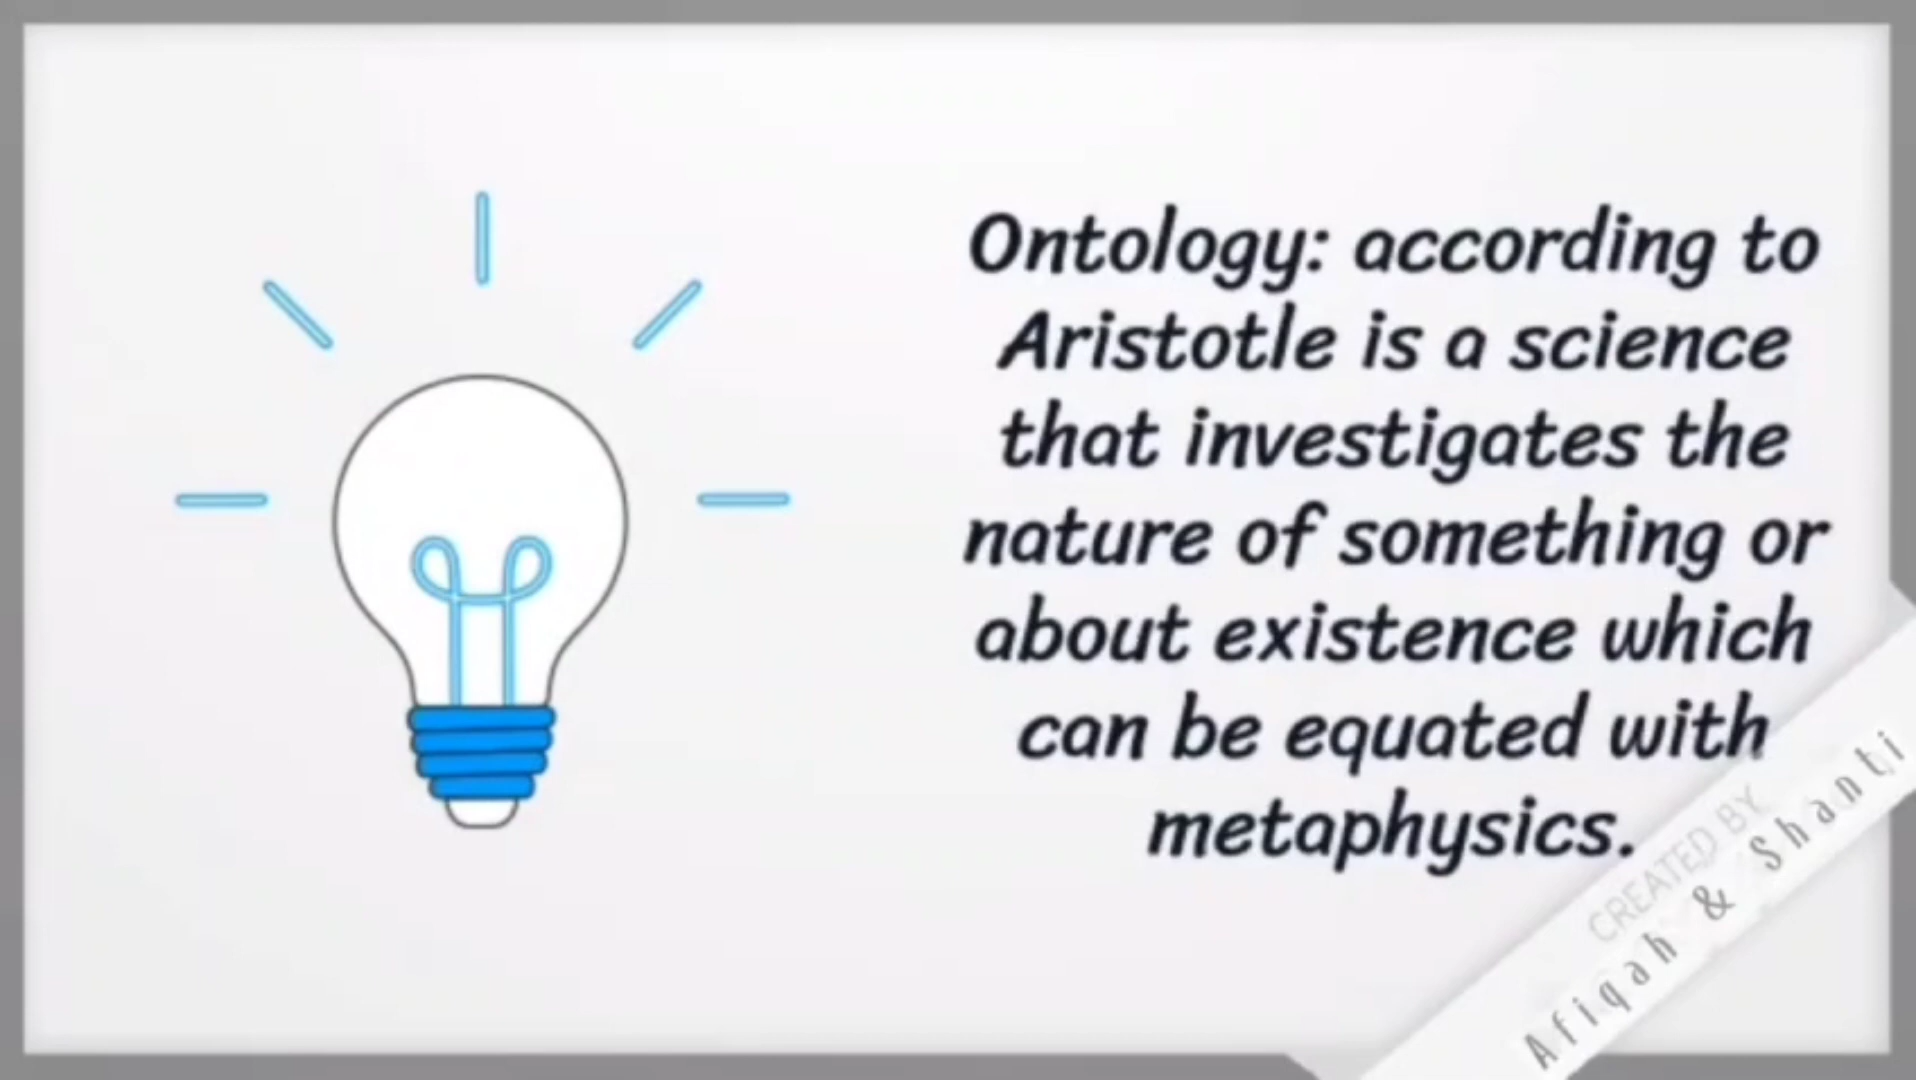 Ontology: according to
Aristotle is a science
that investigates the
nature of something or
about existence which
can be equated with
metaphysics.
CREATED BY
Afiqah & Shanti